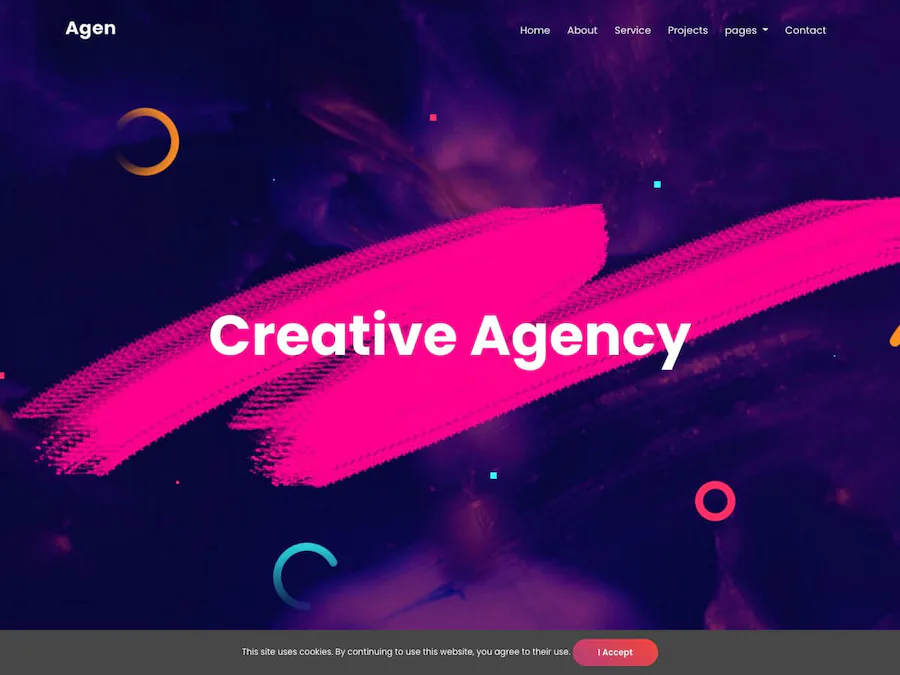 Agen
Home About Service Projects pages Contact
Creative Agency
This site uses cookies. By continuing to use this website, you agree to their use. I Accept